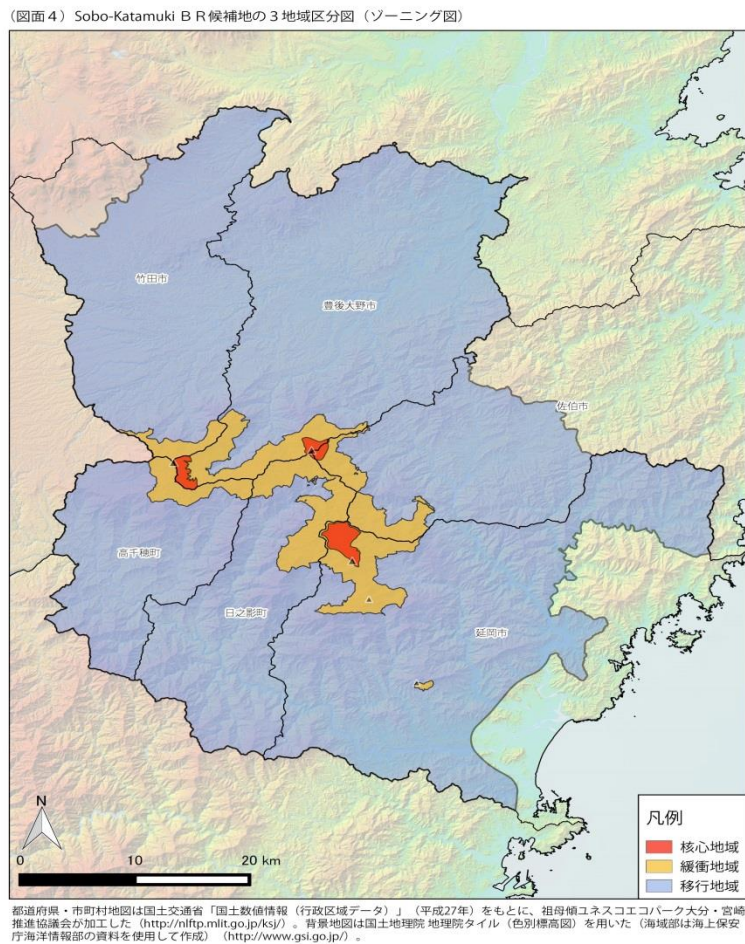 (図面4) Sobo-Katamuki BR候補地の3地域区分図(ゾーニング図)
竹田市
豊後大野市
佐伯市
高千穂町
日之影町
延岡市
N
0 10 20 km
凡例
核心地域
緩衝地域
移行地域
都道府県・市町村地図は国土交通省「国土数値情報(行政区域データ)」(平成27年)をもとに、祖母傾ユネスコエコパーク大分・宮崎
推進協議会が加工した(http://nlftp.mlit.go.jp/ksj/)。背景地図は国土地理院 地理院タイル(色別標高図)を用いた(海域部は海上保安
庁海洋情報部の資料を使用して作成)(http://www.gsi.go.jp/)。